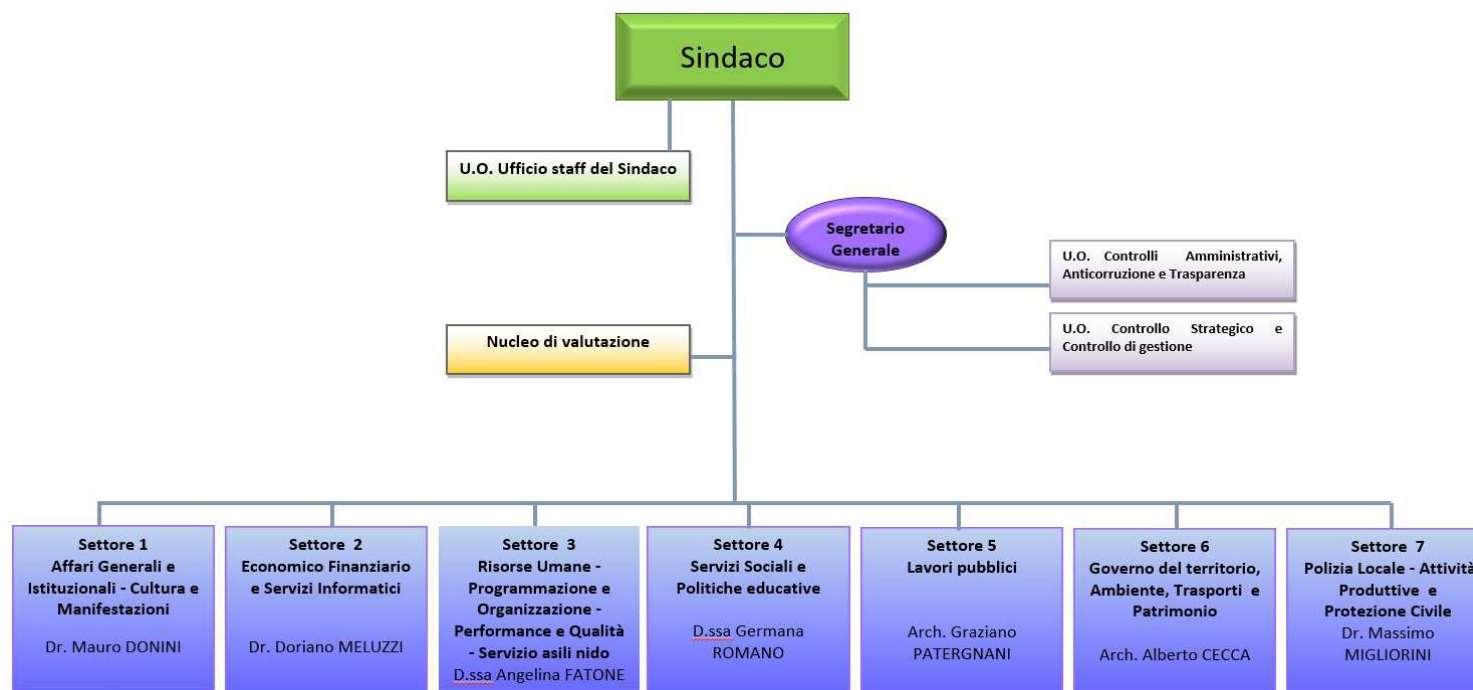 Sindaco
U.O. Ufficio staff del Sindaco
Segretario
Generale
U.O. Controlli Amministrativi,
Anticorruzione e Trasparenza
U.O. Controllo Strategico e
Controllo di gestione
Nucleo di valutazione
Settore 1
Affari Generali e
Istituzionali - Cultura e
Manifestazioni
Dr. Mauro DONINI
Settore 2
Economico Finanziario
e Servizi Informatici
Dr. Doriano MELUZZI
Settore 3
Risorse Umane -
Programmazione e
Organizzazione -
Performance e Qualità
- Servizio asili nido
D.ssa Angelina FATONE
Settore 4
Servizi Sociali e
Politiche educative
D.ssa Germana
ROMANO
Settore 5
Lavori pubblici
Arch. Graziano
PATERGNANI
Settore 6
Governo del territorio,
Ambiente, Trasporti e
Patrimonio
Arch. Alberto CECCA
Settore 7
Polizia Locale - Attività
Produttive e
Protezione Civile
Dr. Massimo
MIGLIORINI